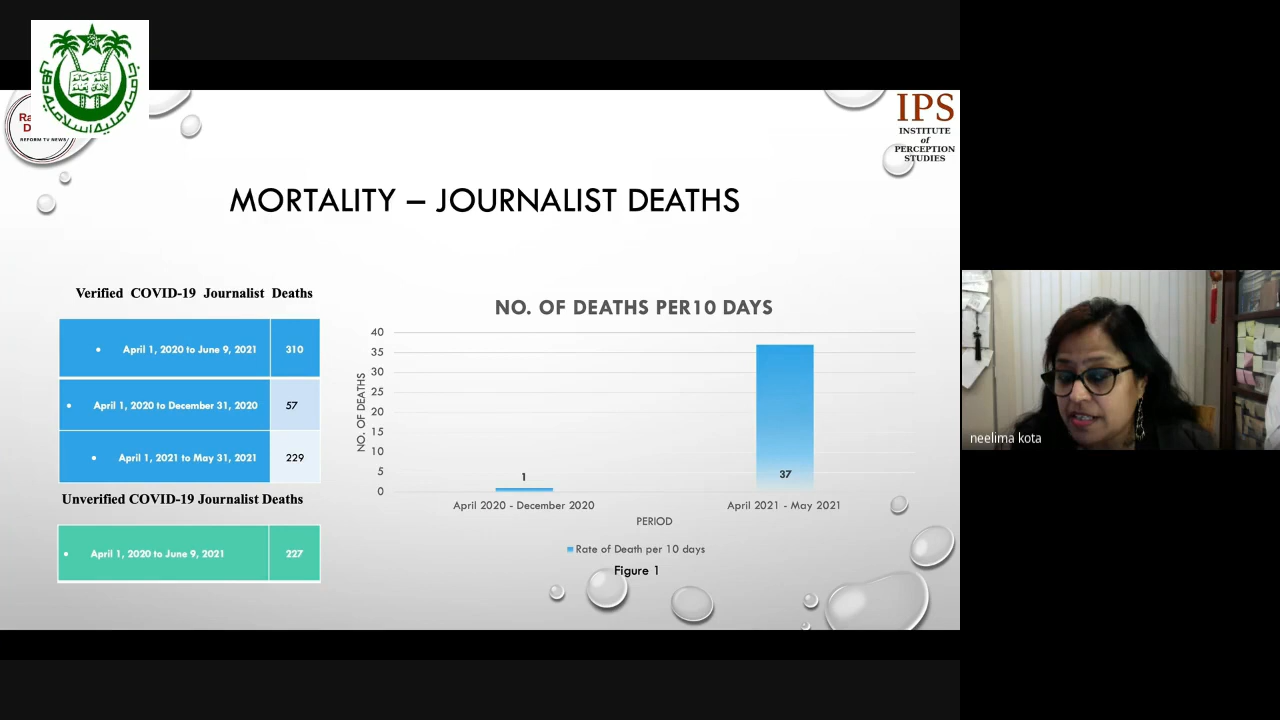 Ra
D
REFORM TV NEWS
IPS
INSTITUTE
of
PERCEPTION
STUDIES
MORTALITY – JOURNALIST DEATHS
Verified COVID-19 Journalist Deaths
• April 1, 2020 to June 9, 2021 310
• April 1, 2020 to December 31, 2020 57
• April 1, 2021 to May 31, 2021 229
Unverified COVID-19 Journalist Deaths
• April 1, 2020 to June 9, 2021 227
NO. OF DEATHS PER10 DAYS
NO. OF DEATHS
40
35
30
25
20
15
10
5
0
1
37
April 2020 - December 2020
April 2021 - May 2021
PERIOD
Rate of Death per 10 days
Figure 1
neelima kota